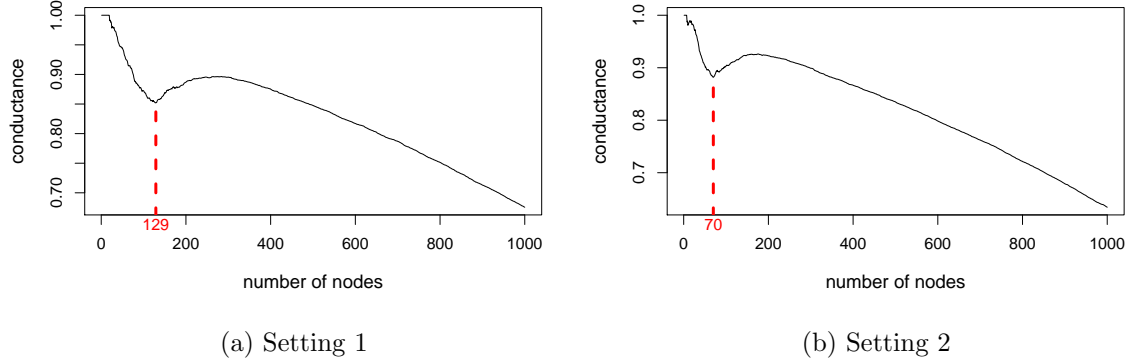 1.00
0.90
0.80
0.70
conductance
0 200 400 600 800 1000
129
number of nodes
(a) Setting 1
1.0
0.9
0.8
0.7
conductance
0 200 400 600 800 1000
70
number of nodes
(b) Setting 2